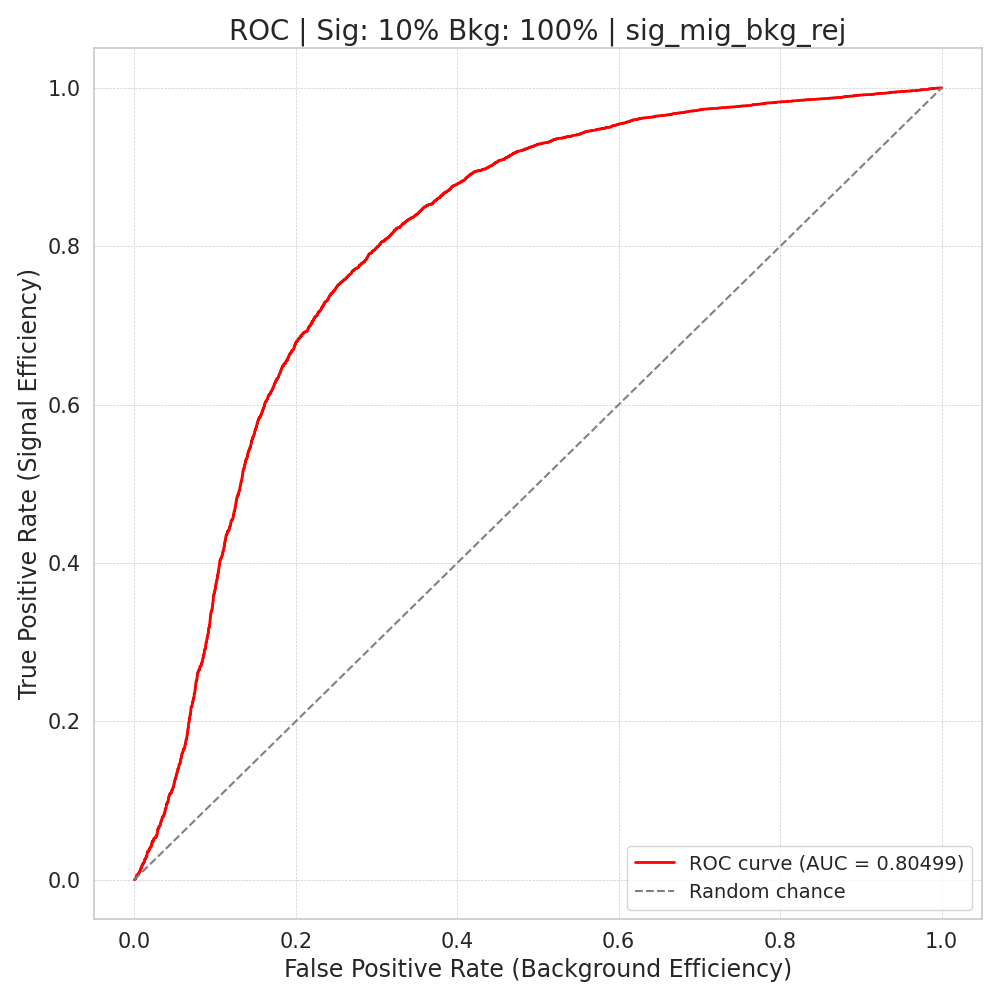 ROC | Sig: 10% Bkg: 100% | sig_mig_bkg_rej
True Positive Rate (Signal Efficiency)
1.0
0.8
0.6
0.4
0.2
0.0
ROC curve (AUC = 0.80499)
Random chance
0.0 0.2 0.4 0.6 0.8 1.0
False Positive Rate (Background Efficiency)